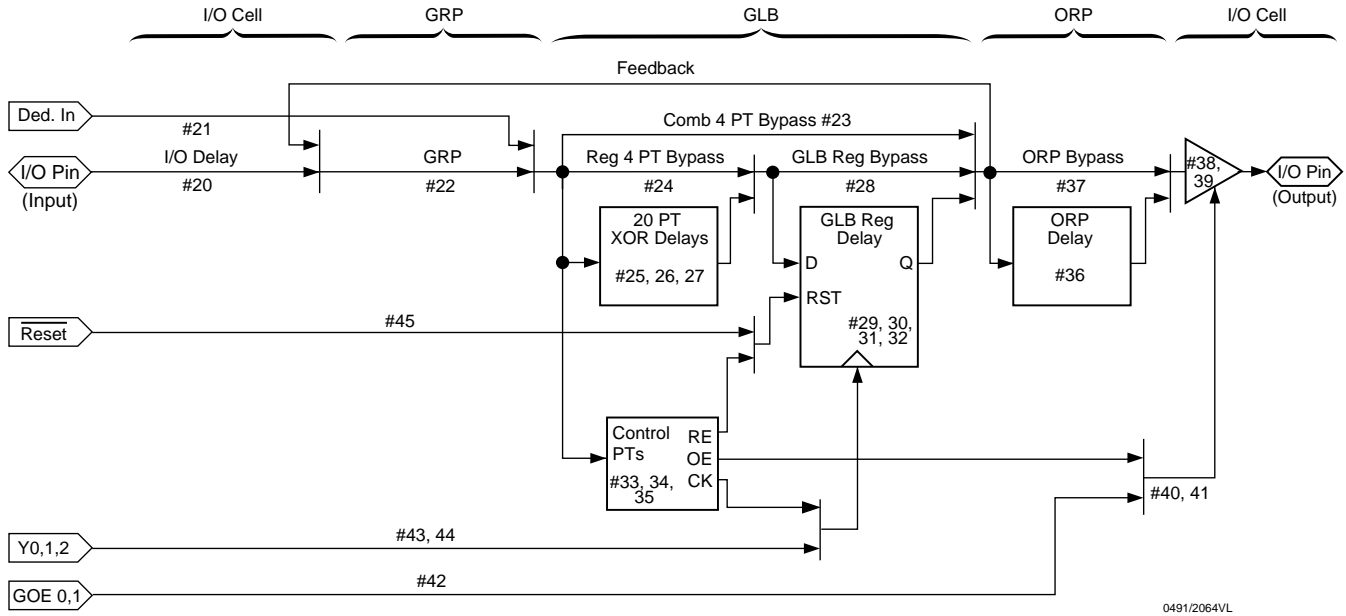 I/O Cell
GRP
GLB
ORP
I/O Cell
Feedback
Ded. In
#21
Comb 4 PT Bypass #23
I/O Pin
(Input)
I/O Delay
#20
GRP
#22
Reg 4 PT Bypass
#24
GLB Reg Bypass
#28
ORP Bypass
#37
#38,
39
I/O Pin
(Output)
20 PT
XOR Delays
#25, 26, 27
GLB Reg
Delay
D
Q
RST
#29, 30,
31, 32
ORP
Delay
#36
Reset
#45
Control
PTs
#33, 34,
35
RE
OE
CK
#40, 41
Y0,1,2
#43, 44
GOE 0,1
#42
0491/2064VL